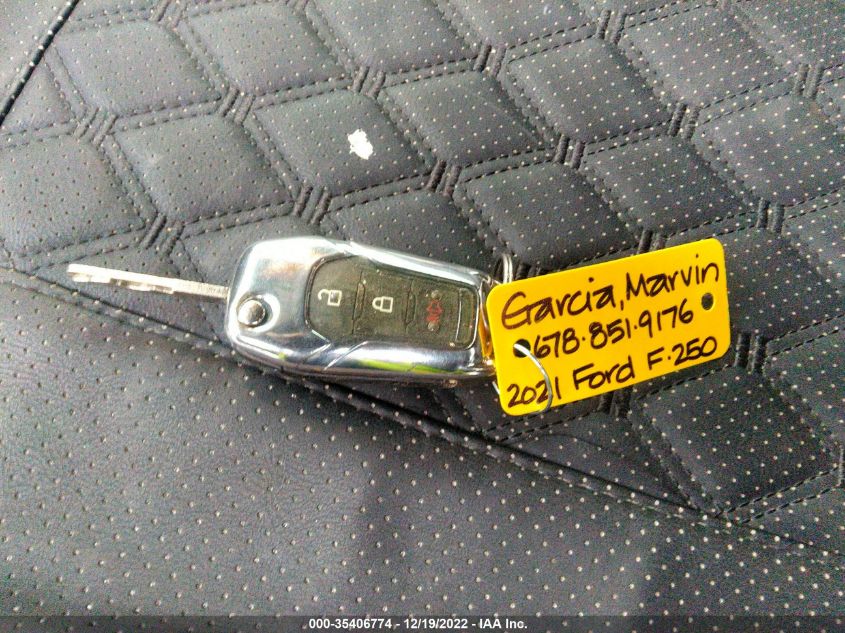 Garcia, Marvin
678.851.9176
2021 Ford F.250
000-35406774 - 12/19/2022 - IAA Inc.